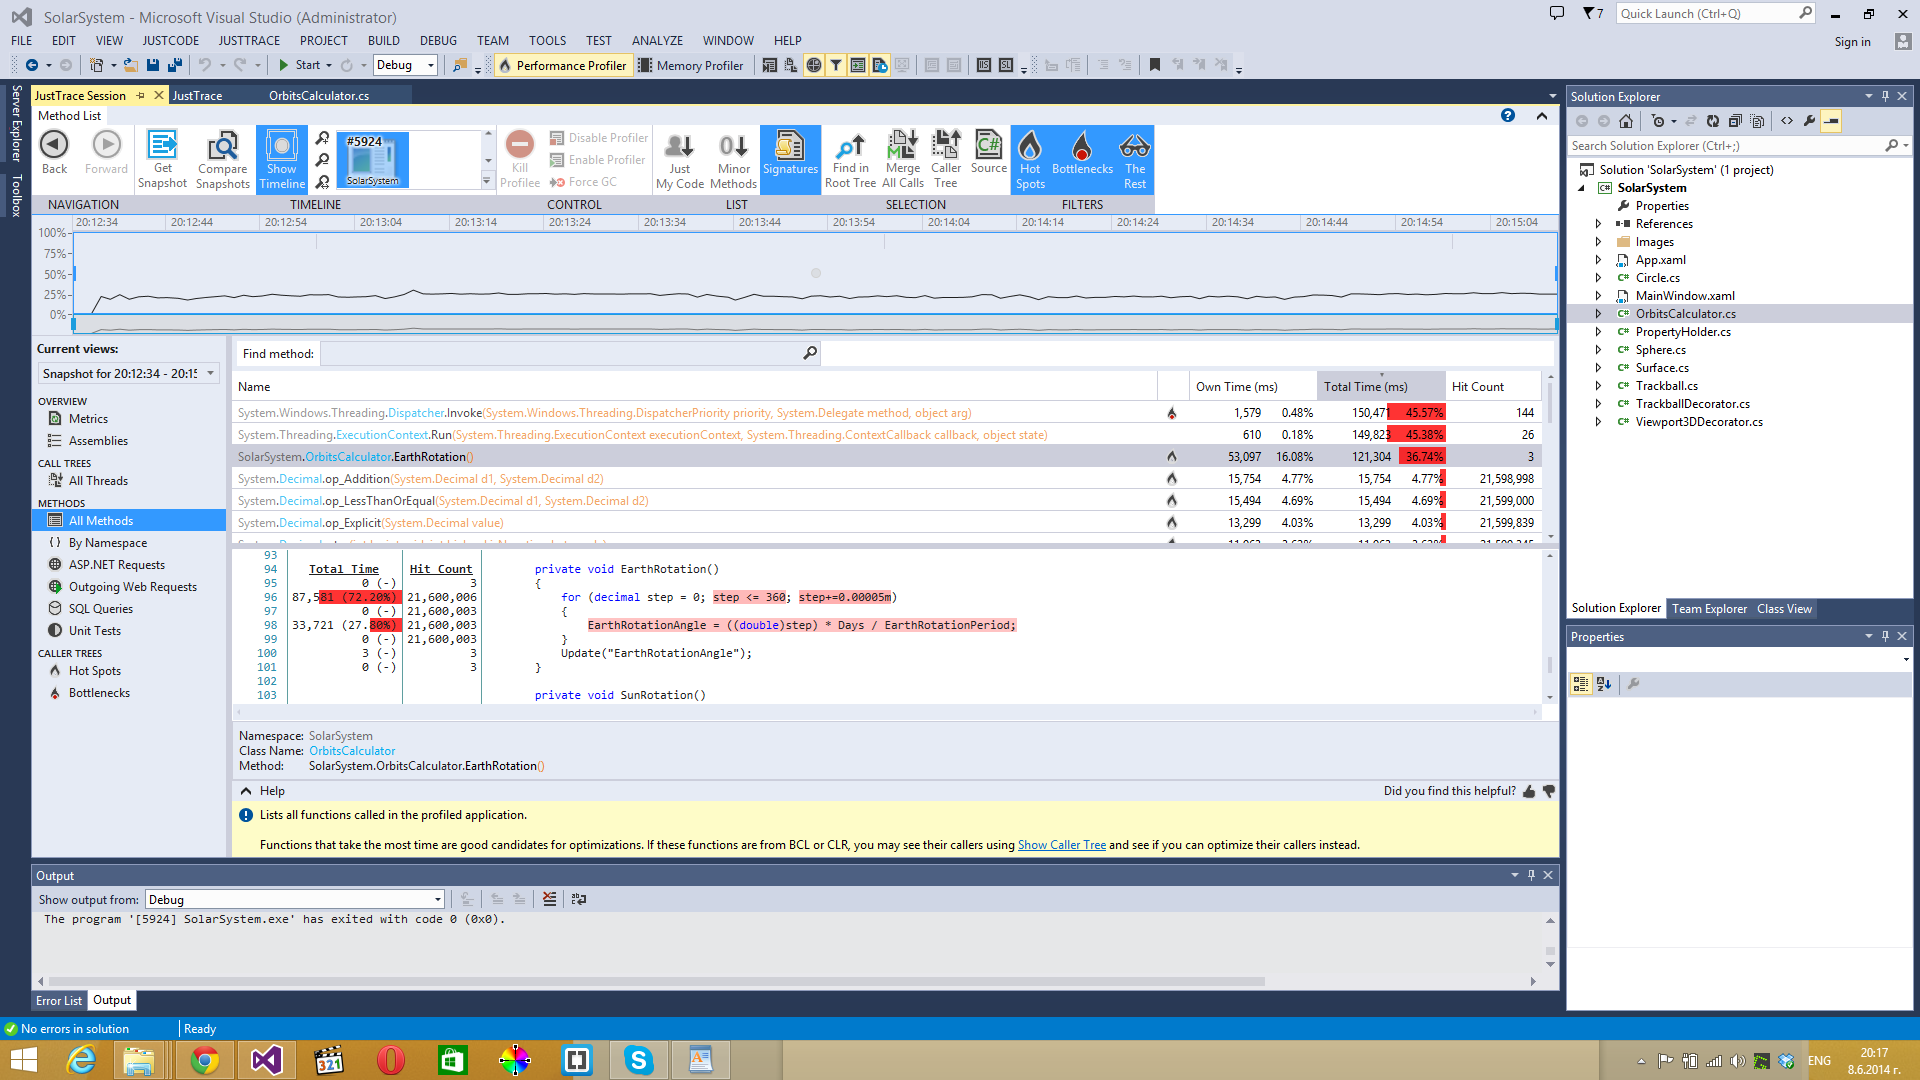 SolarSystem - Microsoft Visual Studio (Administrator)
7
Quick Launch (Ctrl+Q)
FILE EDIT VIEW JUSTCODE JUSTTRACE PROJECT BUILD DEBUG TEAM TOOLS TEST ANALYZE WINDOW HELP
Sign in
Start Debug Performance Profiler Memory Profiler
Server Explorer
Toolbox
JustTrace Session JustTrace OrbitsCalculator.cs
Method List
Back
Forward
Get Snapshot
Compare Snapshots
Show Timeline
#5924
SolarSystem
Kill Profilee
Disable Profiler
Enable Profiler
Force GC
Just My Code
Minor Methods
Signatures
Find in Root Tree
Merge All Calls
Caller Tree
Source
Hot Spots
Bottlenecks
The Rest
NAVIGATION TIMELINE CONTROL LIST SELECTION FILTERS
20:12:34 20:12:44 20:12:54 20:13:04 20:13:14 20:13:24 20:13:34 20:13:44 20:13:54 20:14:04 20:14:14 20:14:24 20:14:34 20:14:44 20:14:54 20:15:04
100%
75%
50%
25%
0%
Current views:
Snapshot for 20:12:34 - 20:15
OVERVIEW
Metrics
Assemblies
CALL TREES
All Threads
METHODS
All Methods
By Namespace
ASP.NET Requests
Outgoing Web Requests
SQL Queries
Unit Tests
CALLER TREES
Hot Spots
Bottlenecks
Find method:
Name Own Time (ms) Total Time (ms) Hit Count
System.Windows.Threading.Dispatcher.Invoke(System.Windows.Threading.DispatcherPriority priority, System.Delegate method, object arg) 1,579 0.48% 150,471 45.57% 144
System.Threading.ExecutionContext.Run(System.Threading.ExecutionContext executionContext, System.Threading.ContextCallback callback, object state) 610 0.18% 149,823 45.38% 26
SolarSystem.OrbitsCalculator.EarthRotation() 53,097 16.08% 121,304 36.74% 3
System.Decimal.op_Addition(System.Decimal d1, System.Decimal d2) 15,754 4.77% 15,754 4.77% 21,598,998
System.Decimal.op_LessThanOrEqual(System.Decimal d1, System.Decimal d2) 15,494 4.69% 15,494 4.69% 21,599,000
System.Decimal.op_Explicit(System.Decimal value) 13,299 4.03% 13,299 4.03% 21,599,839
93
94 Total Time Hit Count private void EarthRotation()
95 0 (-) 3 {
96 87,581 (72.20%) 21,600,006 for (decimal step = 0; step <= 360; step+=0.00005m)
97 0 (-) 21,600,003 {
98 33,721 (27.80%) 21,600,003 EarthRotationAngle = ((double)step) * Days / EarthRotationPeriod;
99 0 (-) 21,600,003 }
100 3 (-) 3 Update("EarthRotationAngle");
101 0 (-) 3 }
102
103 private void SunRotation()
Namespace: SolarSystem
Class Name: OrbitsCalculator
Method: SolarSystem.OrbitsCalculator.EarthRotation()
Help
Did you find this helpful?
Lists all functions called in the profiled application.
Functions that take the most time are good candidates for optimizations. If these functions are from BCL or CLR, you may see their callers using Show Caller Tree and see if you can optimize their callers instead.
Output
Show output from: Debug
The program '[5924] SolarSystem.exe' has exited with code 0 (0x0).
Error List Output
Solution Explorer
Search Solution Explorer (Ctrl+;)
Solution 'SolarSystem' (1 project)
SolarSystem
Properties
References
Images
App.xaml
Circle.cs
MainWindow.xaml
OrbitsCalculator.cs
PropertyHolder.cs
Sphere.cs
Surface.cs
Trackball.cs
TrackballDecorator.cs
Viewport3DDecorator.cs
Solution Explorer Team Explorer Class View
Properties
No errors in solution Ready
321
ENG
20:17
8.6.2014 г.